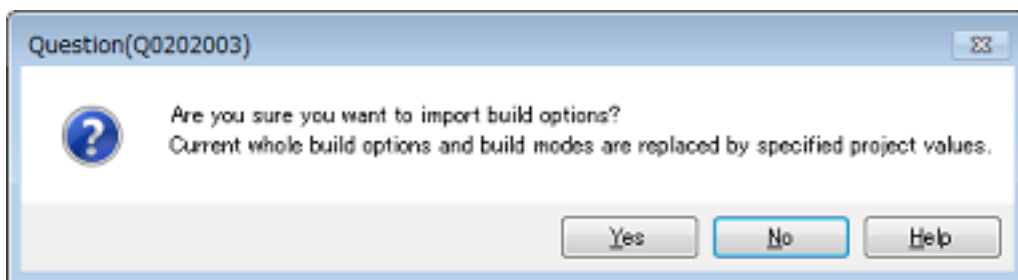 Question(Q0202003)
Are you sure you want to import build options?
Current whole build options and build modes are replaced by specified project values.
Yes No Help